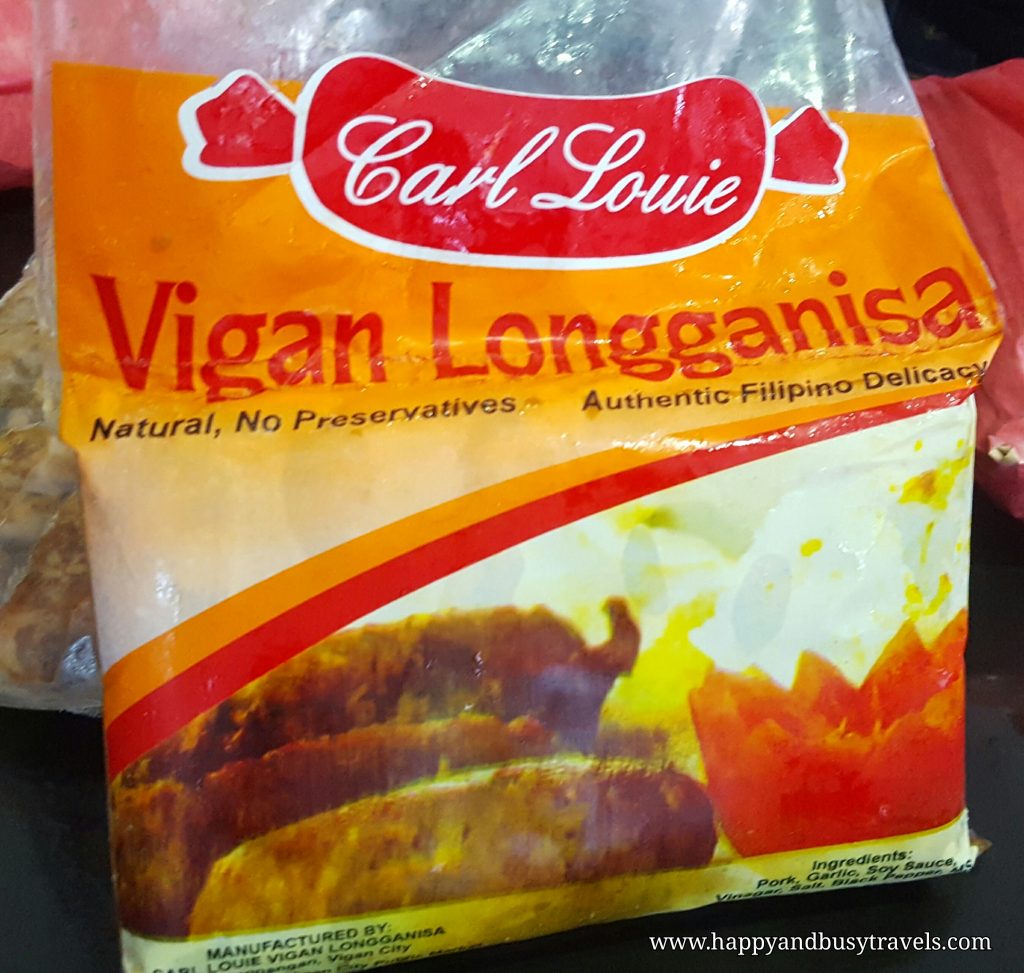 Carl Louie
Vigan Longganisa
Natural, No Preservatives
Authentic Filipino Delicacy
Ingredients:
Pork, Garlic, Soy Sauce,
Vinegar, Salt, Black Pepper,
MANUFACTURED BY:
CARL LOUIE VIGAN LONGGANISA
Vigan City
www.happyandbusytravels.com